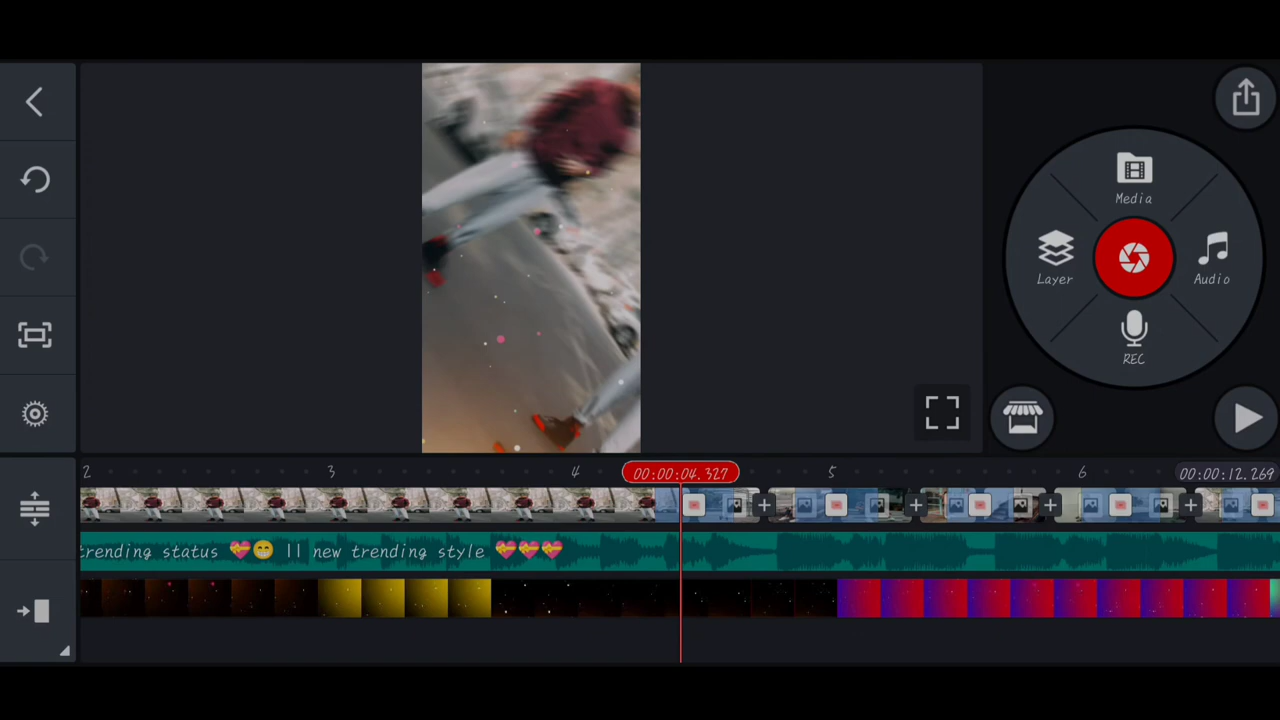 Media
Layer
Audio
REC
2
3
4
00:00:04.327
5
6
00:00:12.269
trending status 💝😁 ll new trending style 💝💝💝